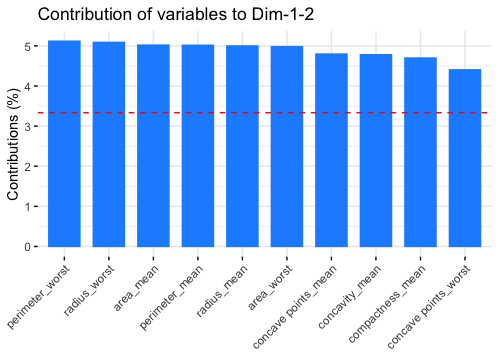 Contribution of variables to Dim-1-2
Contributions (%)
5
4
3
2
1
0
perimeter_worst
radius_worst
area_mean
perimeter_mean
radius_mean
area_worst
concave points_mean
concavity_mean
compactness_mean
concave points_worst